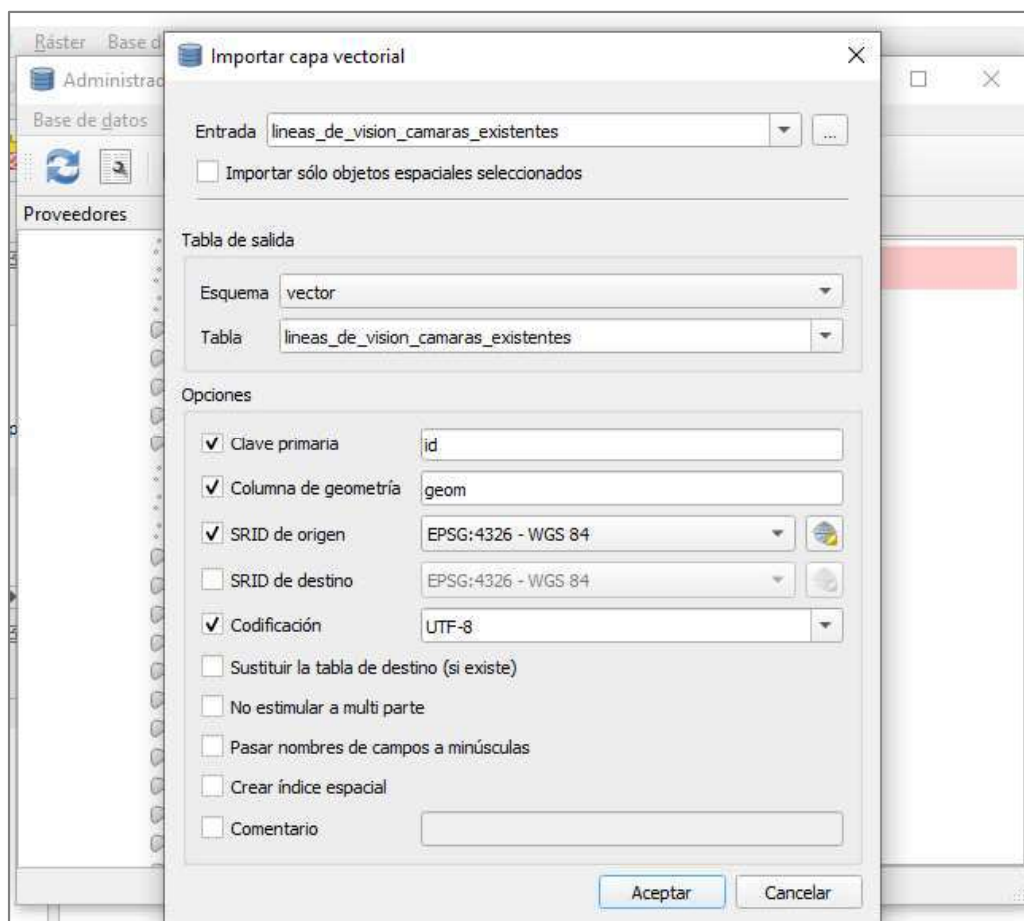 Ráster Base d
Importar capa vectorial
Administrad
Base de datos
Entrada lineas_de_vision_camaras_existentes ...
Importar sólo objetos espaciales seleccionados
Proveedores
Tabla de salida
Esquema vector
Tabla lineas_de_vision_camaras_existentes
Opciones
Clave primaria id
Columna de geometría geom
SRID de origen EPSG:4326 - WGS 84
SRID de destino EPSG:4326 - WGS 84
Codificación UTF-8
Sustituir la tabla de destino (si existe)
No estimular a multi parte
Pasar nombres de campos a minúsculas
Crear índice espacial
Comentario
Aceptar Cancelar